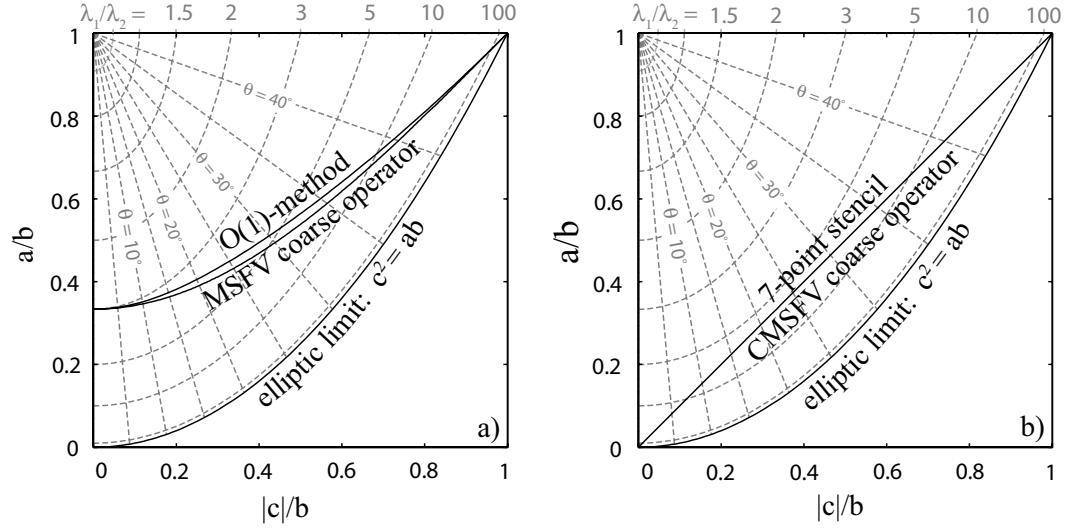 λ₁/λ₂ = 1.5 2 3 5 10 100
1
0.8
0.6
0.4
0.2
0
a/b
θ = 40°
θ = 30°
θ = 20°
θ = 10°
O(1)-method
MSFV coarse operator
elliptic limit: c² = ab
a)
0 0.2 0.4 0.6 0.8 1
|c|/b
λ₁/λ₂ = 1.5 2 3 5 10 100
1
0.8
0.6
0.4
0.2
0
a/b
θ = 40°
θ = 30°
θ = 20°
θ = 10°
7-point stencil
CMSFV coarse operator
elliptic limit: c² = ab
b)
0 0.2 0.4 0.6 0.8 1
|c|/b